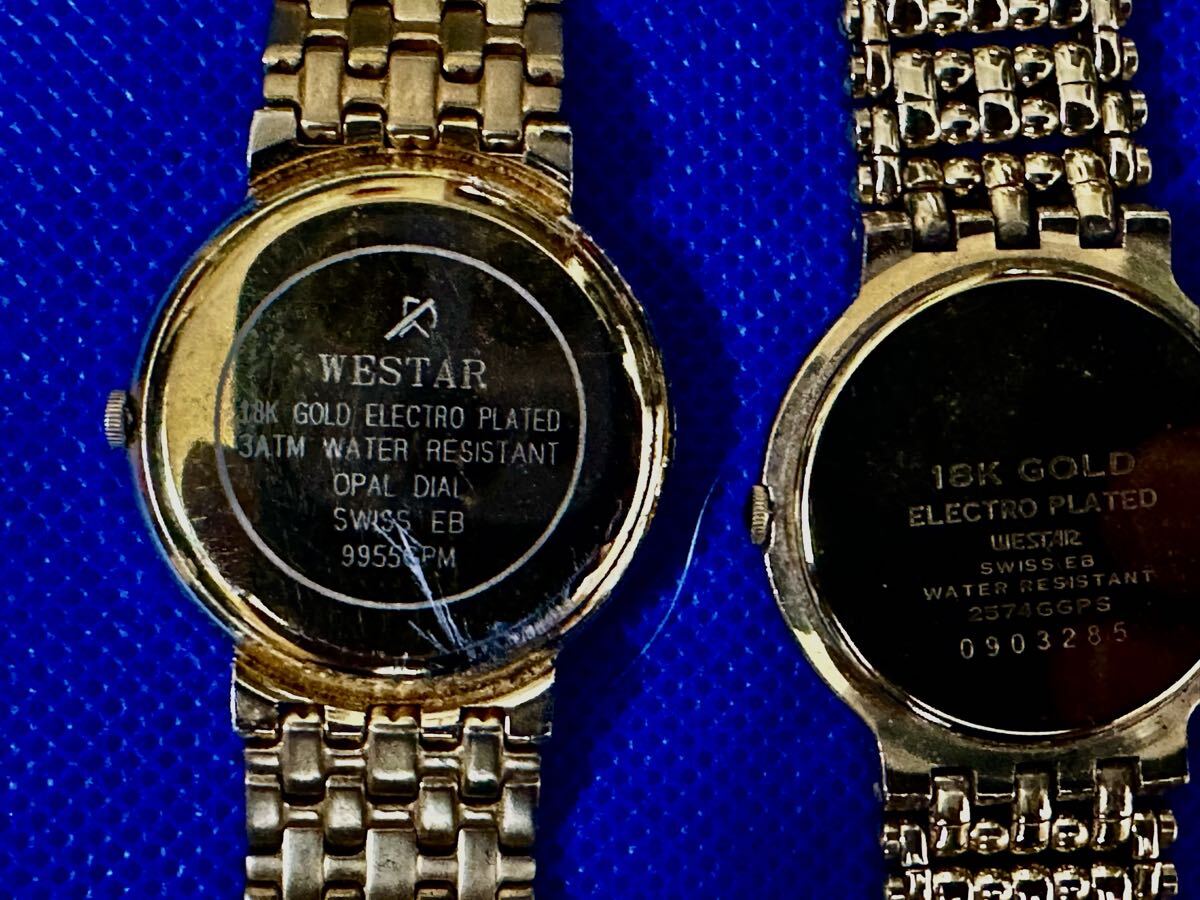 WESTAR
18K GOLD ELECTRO PLATED
3ATM WATER RESISTANT
OPAL DIAL
SWISS EB
9955GPM
18K GOLD
ELECTRO PLATED
WESTAR
SWISS EB
WATER RESISTANT
2574GGPS
0903285